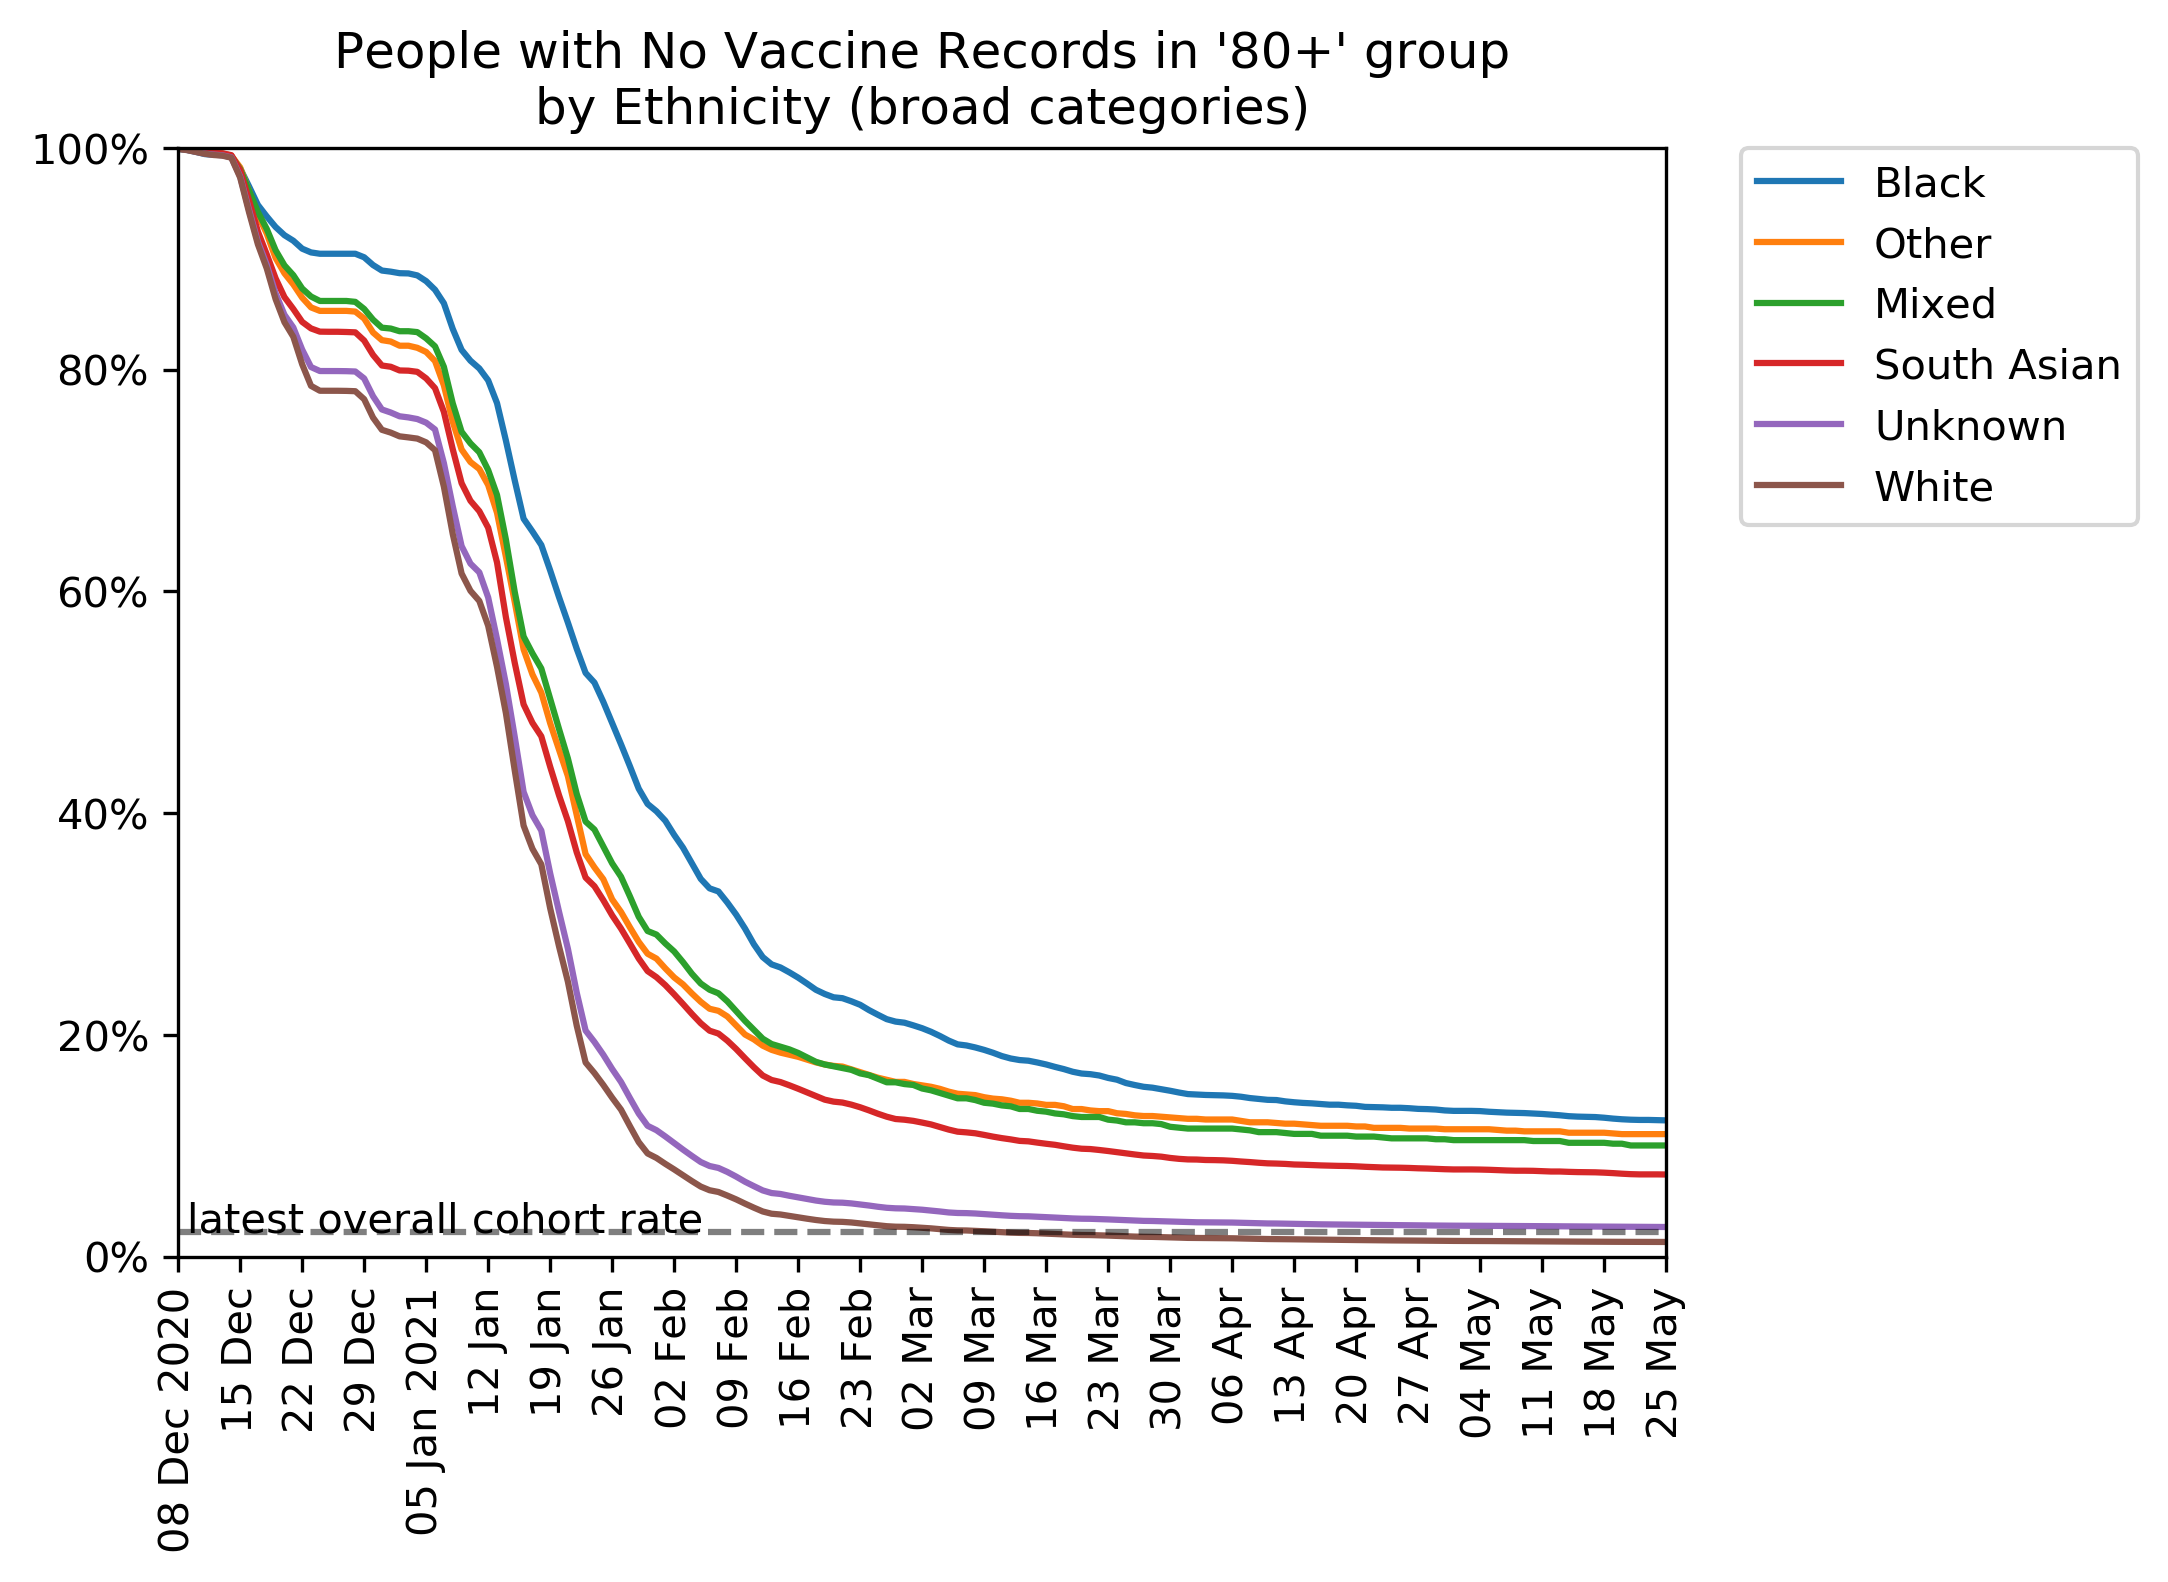 People with No Vaccine Records in '80+' group
by Ethnicity (broad categories)
100%
80%
60%
40%
20%
0%
latest overall cohort rate
Black
Other
Mixed
South Asian
Unknown
White
08 Dec 2020
15 Dec
22 Dec
29 Dec
05 Jan 2021
12 Jan
19 Jan
26 Jan
02 Feb
09 Feb
16 Feb
23 Feb
02 Mar
09 Mar
16 Mar
23 Mar
30 Mar
06 Apr
13 Apr
20 Apr
27 Apr
04 May
11 May
18 May
25 May